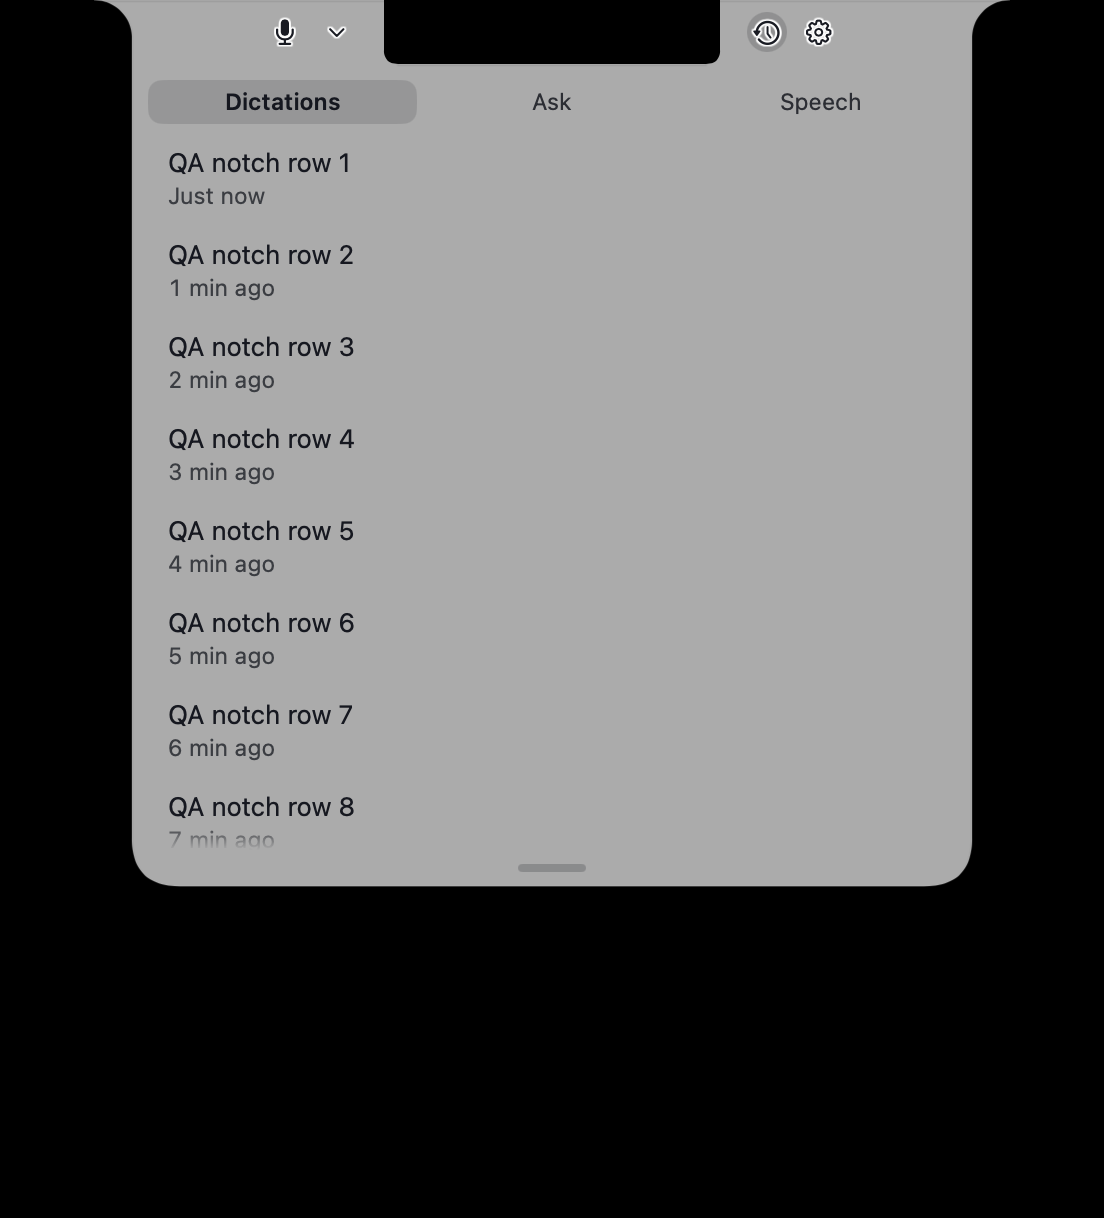 Dictations
Ask
Speech
QA notch row 1
Just now
QA notch row 2
1 min ago
QA notch row 3
2 min ago
QA notch row 4
3 min ago
QA notch row 5
4 min ago
QA notch row 6
5 min ago
QA notch row 7
6 min ago
QA notch row 8
7 min ago